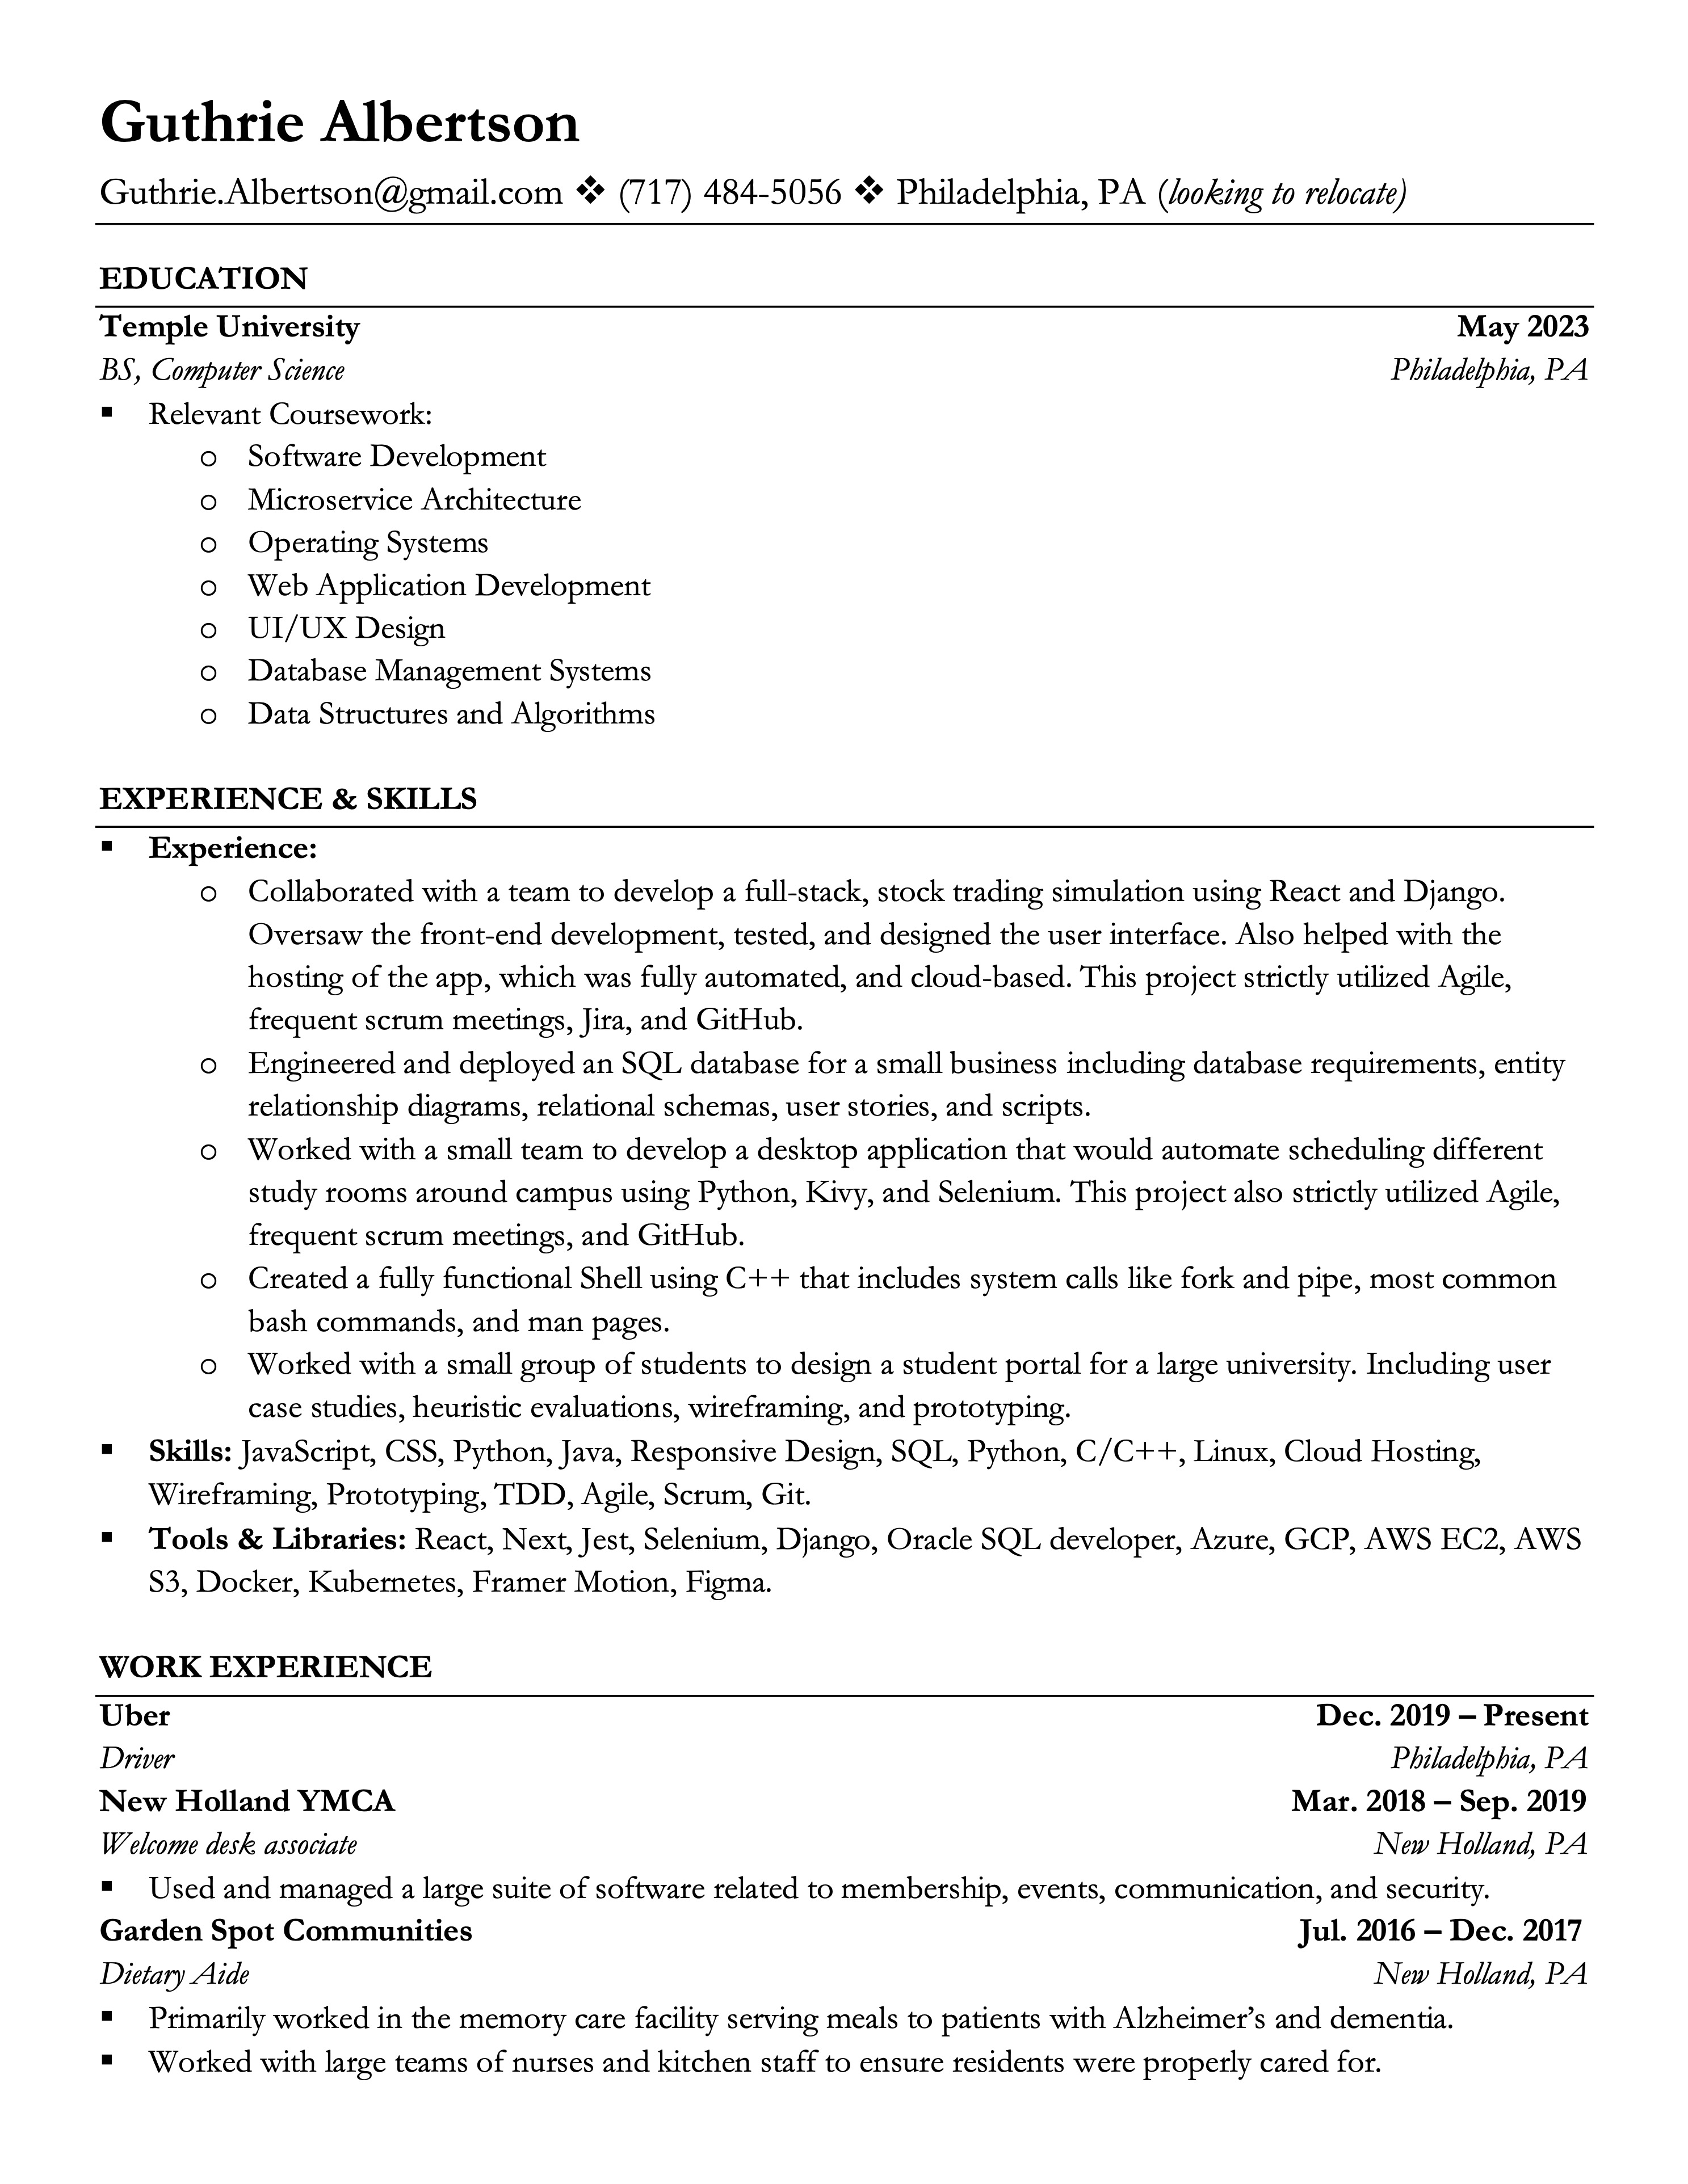 Guthrie Albertson
Guthrie.Albertson@gmail.com ❖ (717) 484-5056 ❖ Philadelphia, PA (looking to relocate)
EDUCATION
Temple University May 2023
BS, Computer Science Philadelphia, PA
▪ Relevant Coursework:
o Software Development
o Microservice Architecture
o Operating Systems
o Web Application Development
o UI/UX Design
o Database Management Systems
o Data Structures and Algorithms
EXPERIENCE & SKILLS
▪ Experience:
o Collaborated with a team to develop a full-stack, stock trading simulation using React and Django.
Oversaw the front-end development, tested, and designed the user interface. Also helped with the
hosting of the app, which was fully automated, and cloud-based. This project strictly utilized Agile,
frequent scrum meetings, Jira, and GitHub.
o Engineered and deployed an SQL database for a small business including database requirements, entity
relationship diagrams, relational schemas, user stories, and scripts.
o Worked with a small team to develop a desktop application that would automate scheduling different
study rooms around campus using Python, Kivy, and Selenium. This project also strictly utilized Agile,
frequent scrum meetings, and GitHub.
o Created a fully functional Shell using C++ that includes system calls like fork and pipe, most common
bash commands, and man pages.
o Worked with a small group of students to design a student portal for a large university. Including user
case studies, heuristic evaluations, wireframing, and prototyping.
▪ Skills: JavaScript, CSS, Python, Java, Responsive Design, SQL, Python, C/C++, Linux, Cloud Hosting,
Wireframing, Prototyping, TDD, Agile, Scrum, Git.
▪ Tools & Libraries: React, Next, Jest, Selenium, Django, Oracle SQL developer, Azure, GCP, AWS EC2, AWS
S3, Docker, Kubernetes, Framer Motion, Figma.
WORK EXPERIENCE
Uber Dec. 2019 – Present
Driver Philadelphia, PA
New Holland YMCA Mar. 2018 – Sep. 2019
Welcome desk associate New Holland, PA
▪ Used and managed a large suite of software related to membership, events, communication, and security.
Garden Spot Communities Jul. 2016 – Dec. 2017
Dietary Aide New Holland, PA
▪ Primarily worked in the memory care facility serving meals to patients with Alzheimer’s and dementia.
▪ Worked with large teams of nurses and kitchen staff to ensure residents were properly cared for.